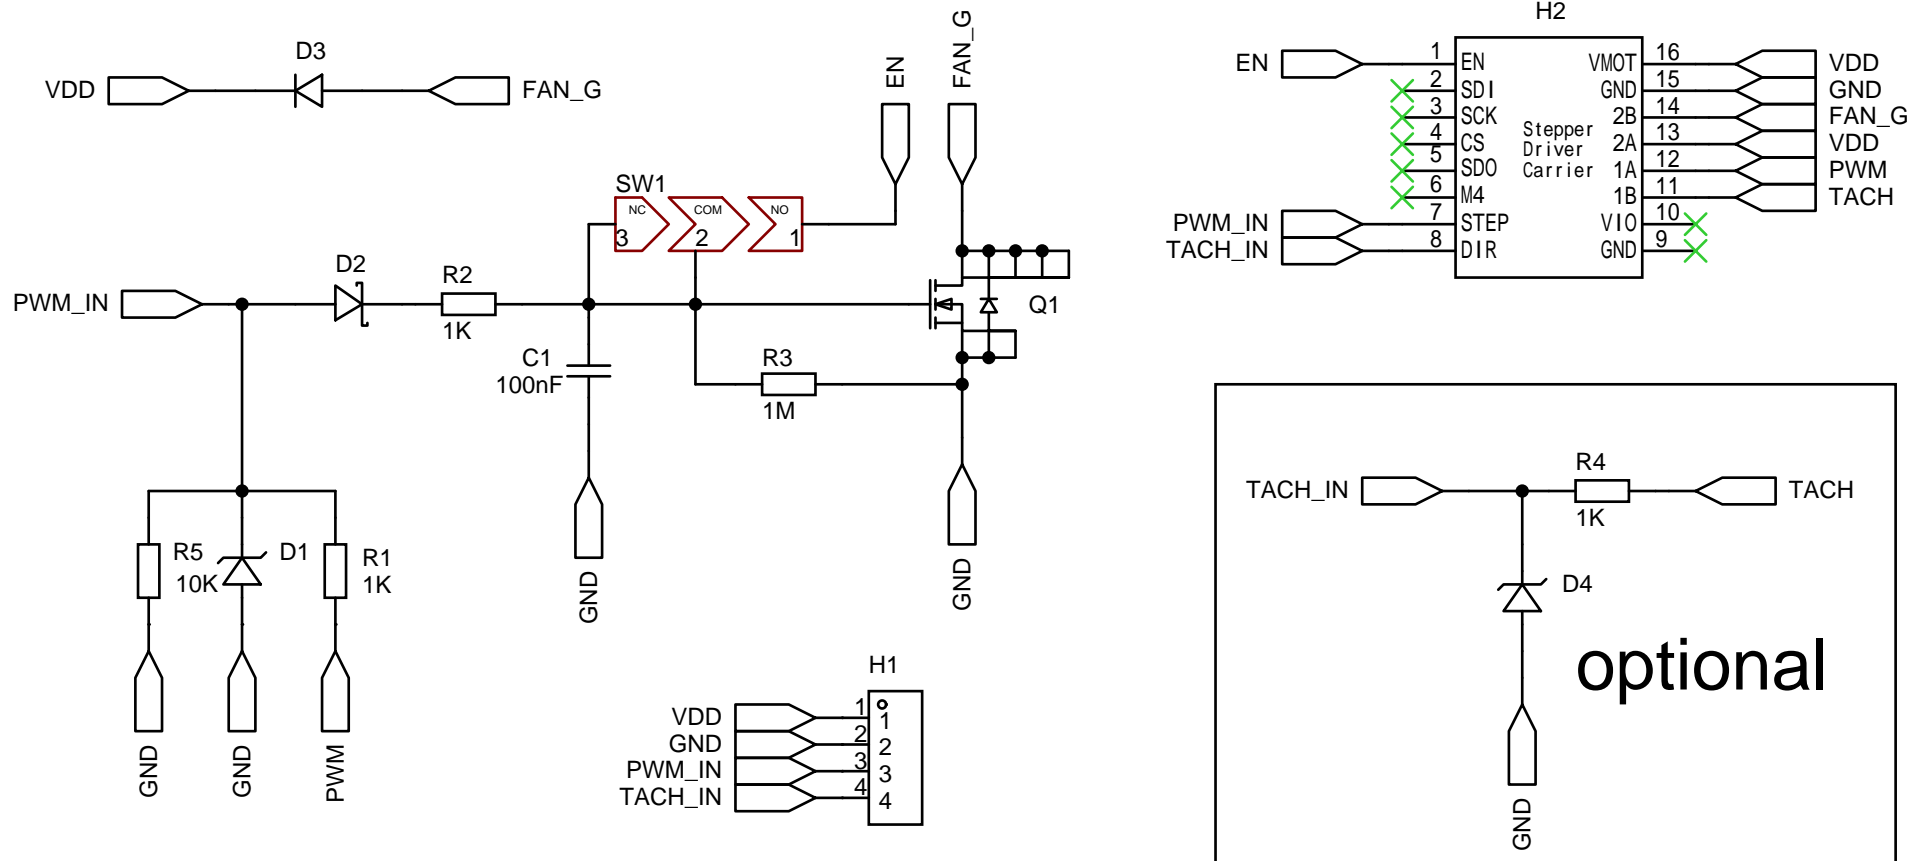 D3
VDD
FAN_G
EN
FAN_G
SW1
NC
COM
NO
3
2
1
D2
R2
PWM_IN
1K
Q1
C1
100nF
R3
1M
R5
10K
D1
R1
1K
GND
GND
GND
GND
PWM
H1
VDD
1
1
GND
2
2
PWM_IN
3
3
TACH_IN
4
4
H2
EN
1
EN
VMOT
16
VDD
2
SDI
GND
15
GND
3
SCK
2B
14
FAN_G
4
CS
2A
13
VDD
5
SDO
1A
12
PWM
6
M4
1B
11
TACH
PWM_IN
7
STEP
VIO
10
TACH_IN
8
DIR
GND
9
Stepper
Driver
Carrier
R4
TACH_IN
TACH
1K
D4
optional
GND